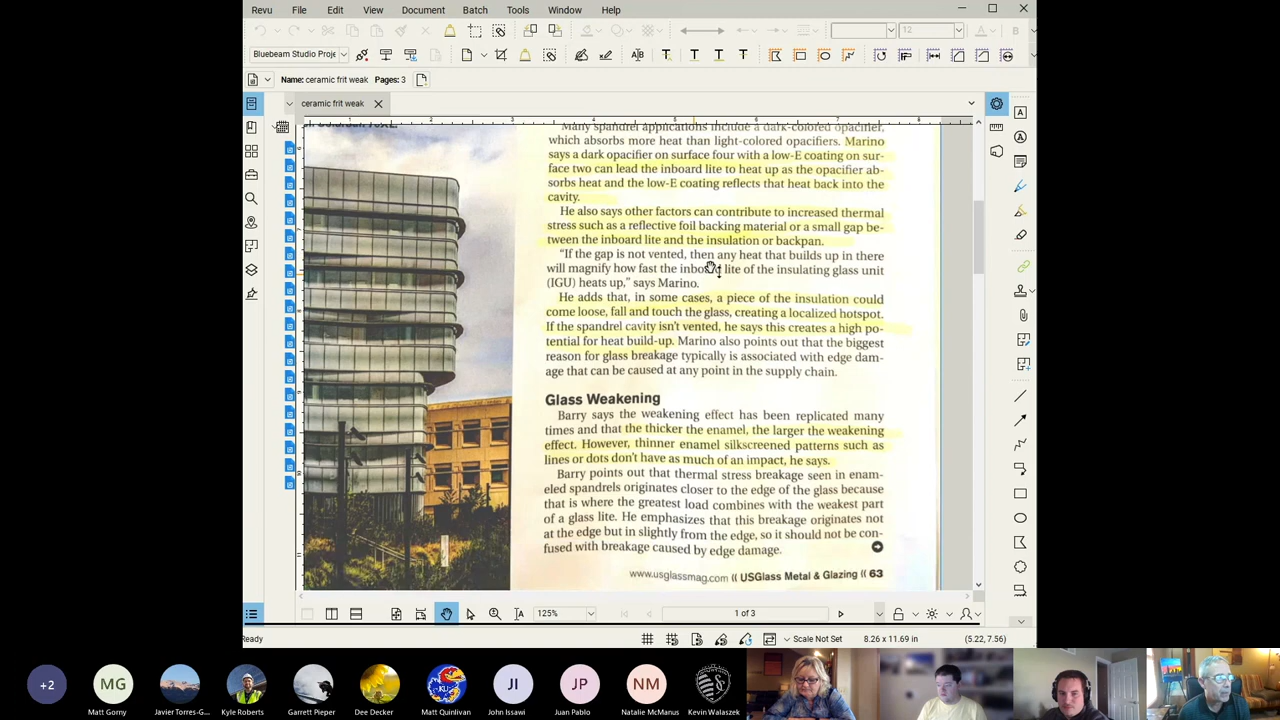 Revu File Edit View Document Batch Tools Window Help
12
Bluebeam Studio Proje
Name: ceramic frit weak Pages: 3
ceramic frit weak
Many spandrel applications include a dark-colored opacifier,
which absorbs more heat than light-colored opacifiers. Marino
says a dark opacifier on surface four with a low-E coating on sur-
face two can lead the inboard lite to heat up as the opacifier ab-
sorbs heat and the low-E coating reflects that heat back into the
cavity.
He also says other factors can contribute to increased thermal
stress such as a reflective foil backing material or a small gap be-
tween the inboard lite and the insulation or backpan.
“If the gap is not vented, then any heat that builds up in there
will magnify how fast the inboard lite of the insulating glass unit
(IGU) heats up,” says Marino.
He adds that, in some cases, a piece of the insulation could
come loose, fall and touch the glass, creating a localized hotspot.
If the spandrel cavity isn’t vented, he says this creates a high po-
tential for heat build-up. Marino also points out that the biggest
reason for glass breakage typically is associated with edge dam-
age that can be caused at any point in the supply chain.
Glass Weakening
Barry says the weakening effect has been replicated many
times and that the thicker the enamel, the larger the weakening
effect. However, thinner enamel silkscreened patterns such as
lines or dots don’t have as much of an impact, he says.
Barry points out that thermal stress breakage seen in enam-
eled spandrels originates closer to the edge of the glass because
that is where the greatest load combines with the weakest part
of a glass lite. He emphasizes that this breakage originates not
at the edge but in slightly from the edge, so it should not be con-
fused with breakage caused by edge damage.
www.usglassmag.com (( USGlass Metal & Glazing (( 63
125% 1 of 3
Ready Scale Not Set 8.26 x 11.69 in (5.22, 7.56)
+2 MG JI JP NM
Matt Gorny Javier Torres-G... Kyle Roberts Garrett Pieper Dee Decker Matt Quinlivan John Issawi Juan Pablo Natalie McManus Kevin Walaszek